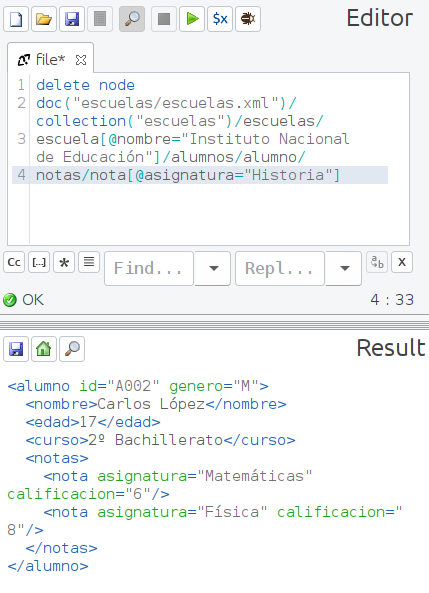 Editor
$x
file*
1 delete node
2 doc("escuelas/escuelas.xml")/
collection("escuelas")/escuelas/
3 escuela[@nombre="Instituto Nacional
de Educación"]/alumnos/alumno/
4 notas/nota[@asignatura="Historia"]
Cc [..] * Find... Repl... a b X
OK 4 : 33
Result
<alumno id="A002" genero="M">
<nombre>Carlos López</nombre>
<edad>17</edad>
<curso>2º Bachillerato</curso>
<notas>
<nota asignatura="Matemáticas"
calificacion="6"/>
<nota asignatura="Física" calificacion="
8"/>
</notas>
</alumno>